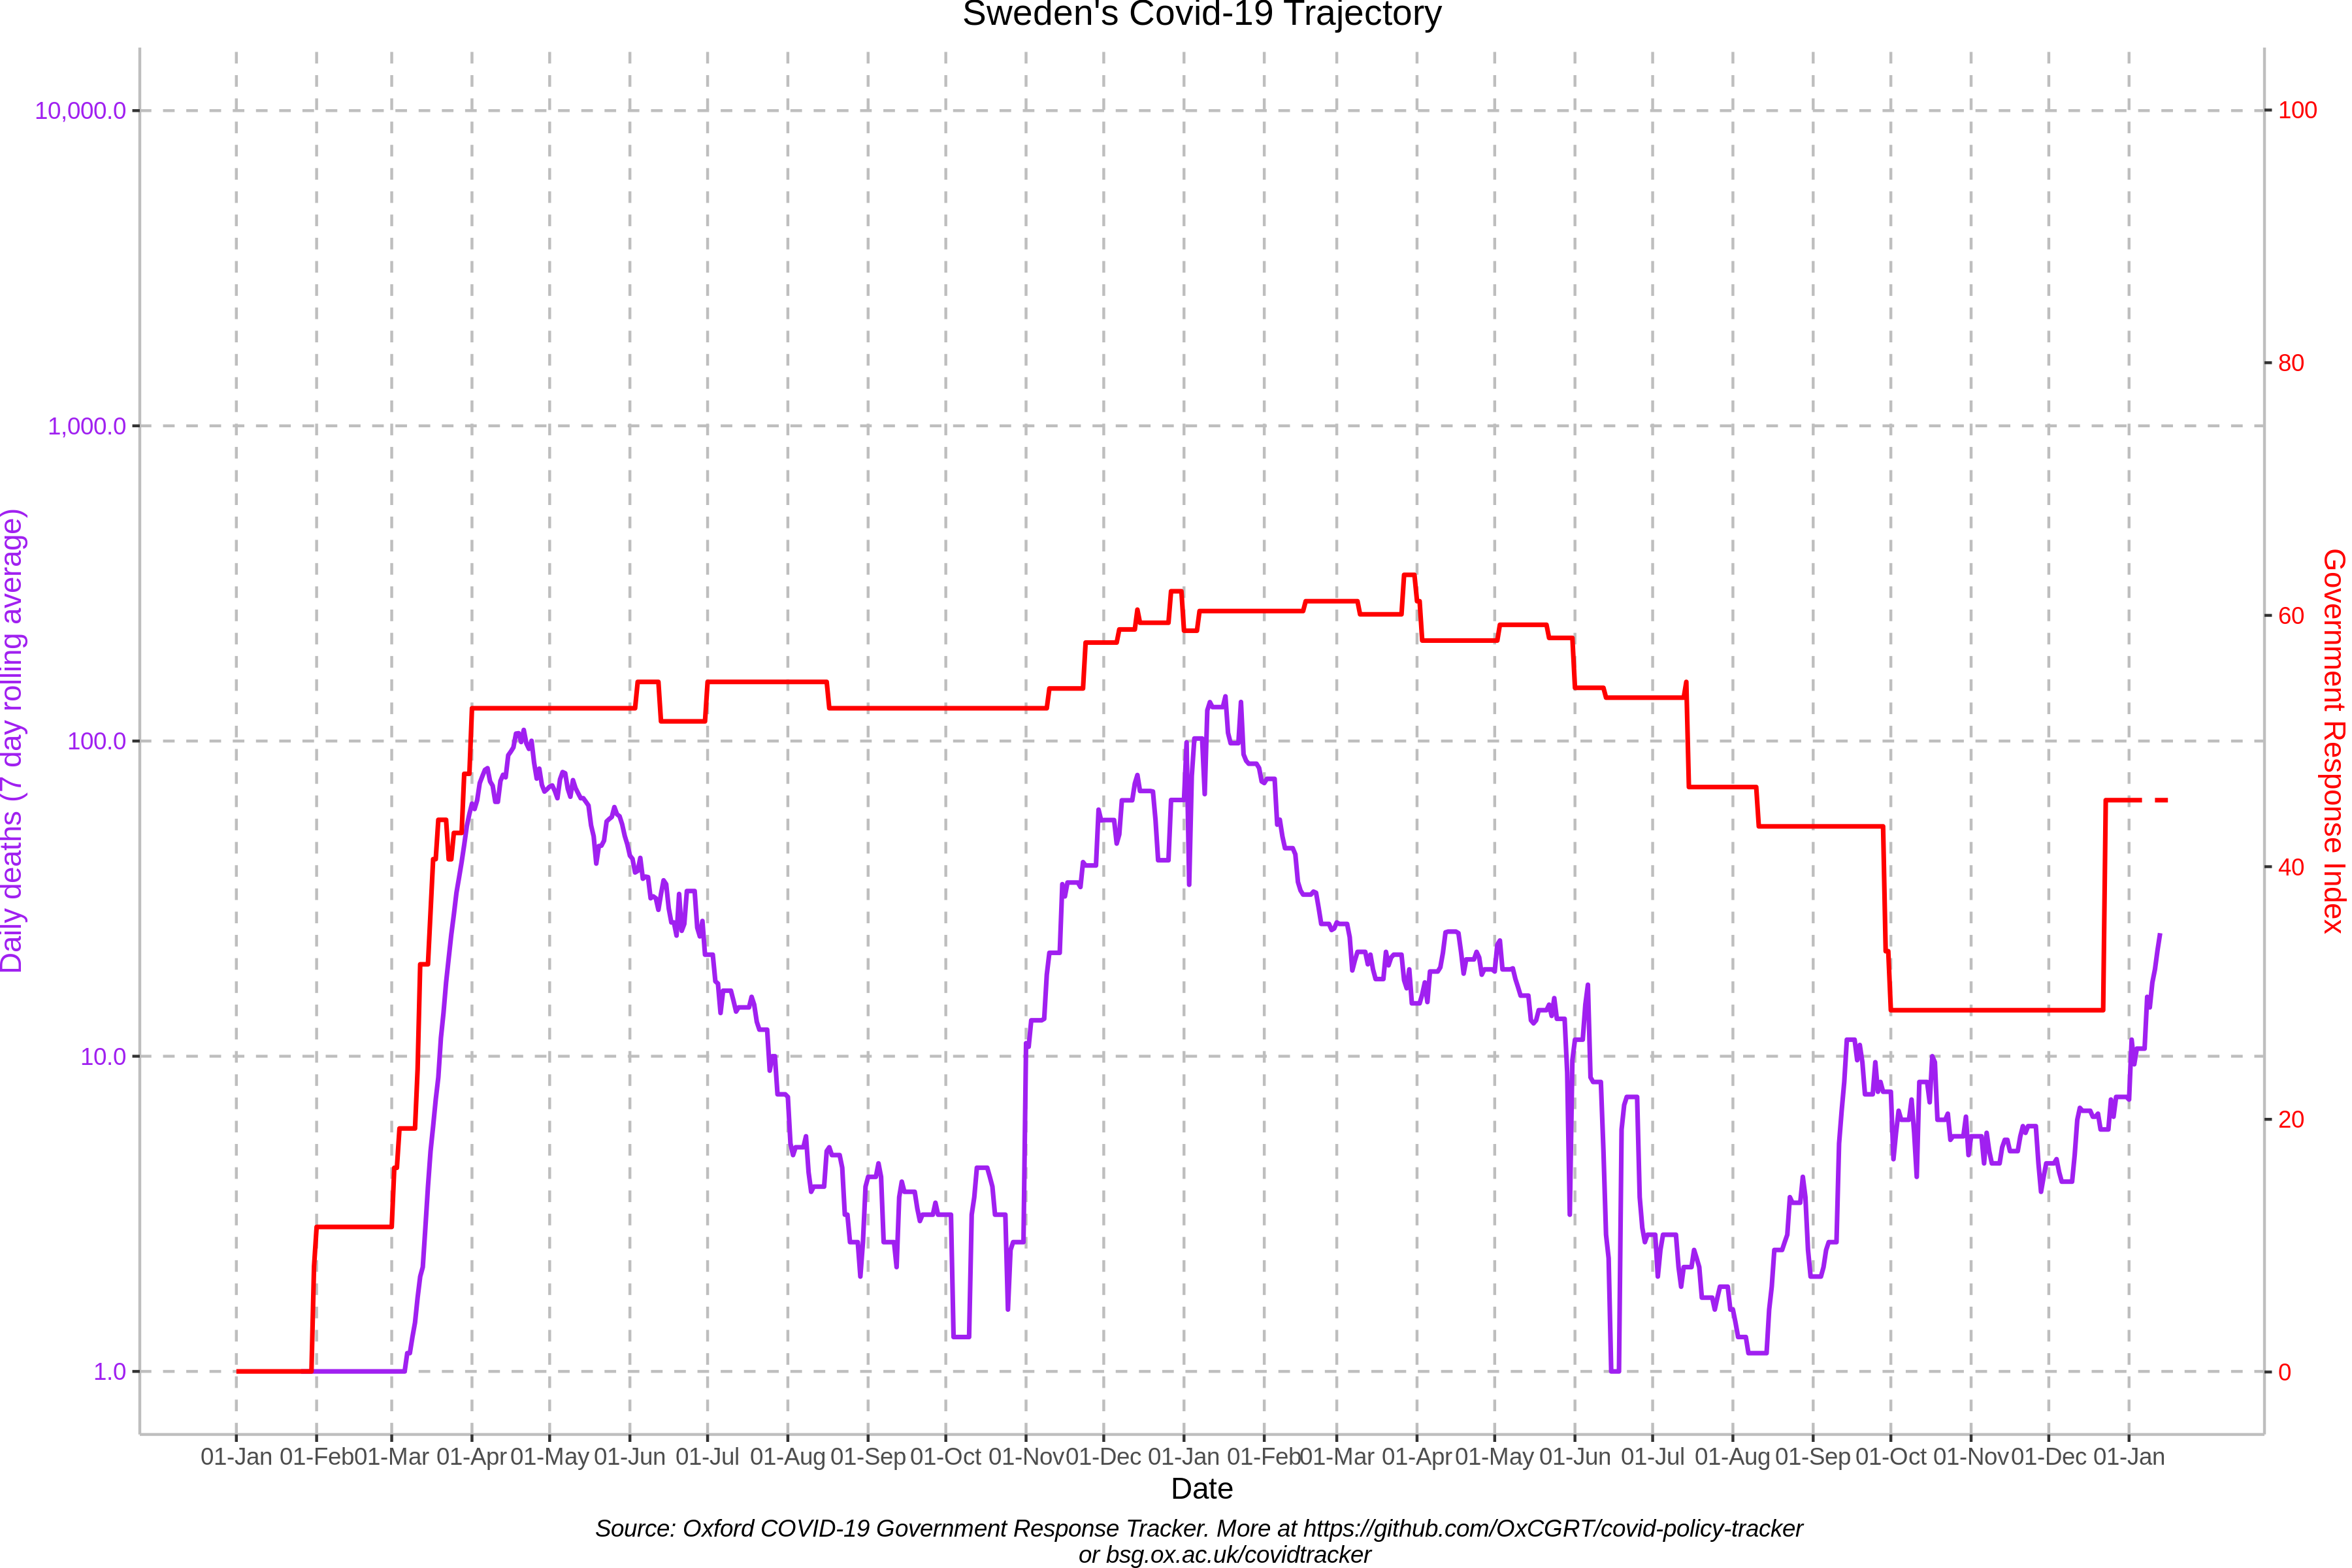 Sweden's Covid-19 Trajectory
10,000.0
1,000.0
100.0
10.0
1.0
Daily deaths (7 day rolling average)
100
80
60
40
20
0
Government Response Index
01-Jan 01-Feb 01-Mar 01-Apr 01-May 01-Jun 01-Jul 01-Aug 01-Sep 01-Oct 01-Nov 01-Dec 01-Jan 01-Feb 01-Mar 01-Apr 01-May 01-Jun 01-Jul 01-Aug 01-Sep 01-Oct 01-Nov 01-Dec 01-Jan
Date
Source: Oxford COVID-19 Government Response Tracker. More at https://github.com/OxCGRT/covid-policy-tracker
or bsg.ox.ac.uk/covidtracker